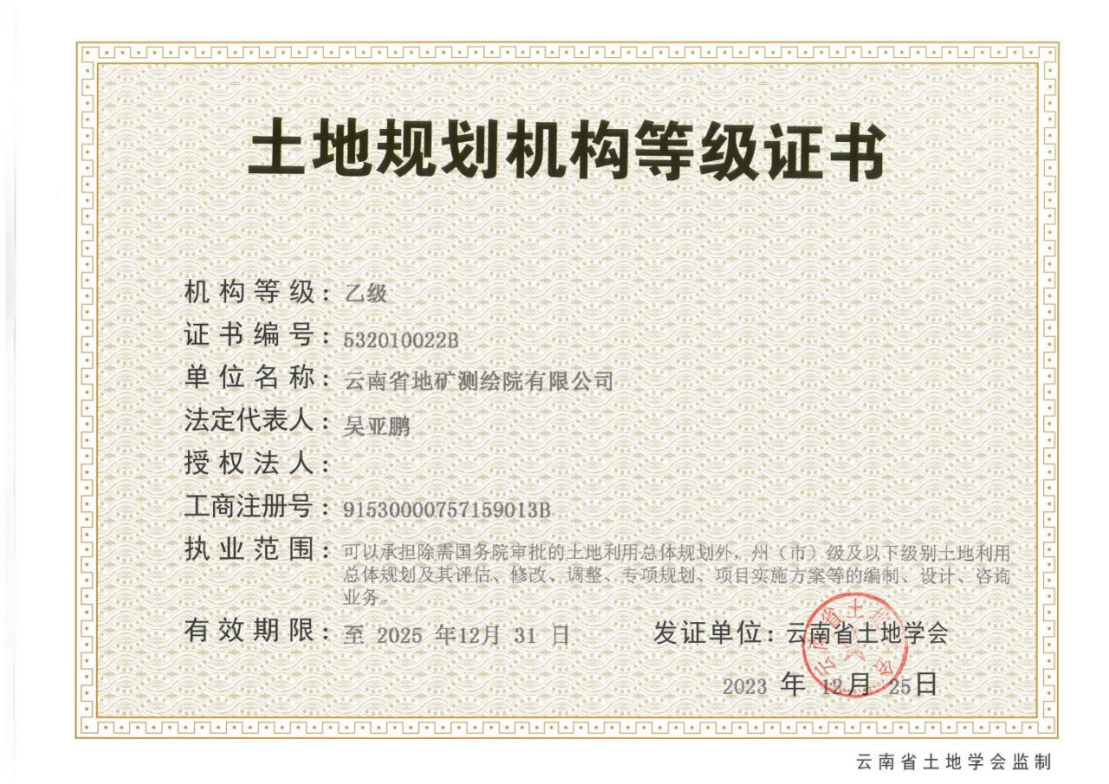 土地规划机构等级证书
机构等级：乙级
证书编号：532010022B
单位名称：云南省地矿测绘院有限公司
法定代表人：吴亚鹏
授权法人：
工商注册号：91530000757159013B
执业范围：可以承担除需国务院审批的土地利用总体规划外，州（市）级及以下级别土地利用
总体规划及其评估、修改、调整、专项规划、项目实施方案等的编制、设计、咨询
业务。
有效期限：至 2025 年12月 31 日 发证单位：云南省土地学会
2023 年 12月 25日
云南省土地学会监制